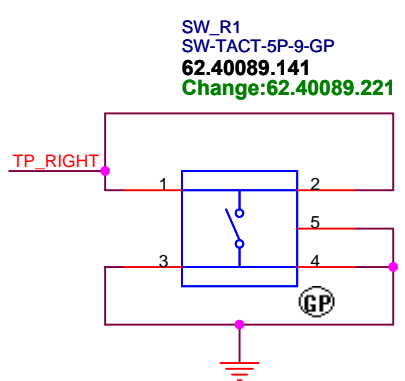 SW_R1
SW-TACT-5P-9-GP
62.40089.141
Change:62.40089.221
TP_RIGHT
1
2
5
3
4
GP